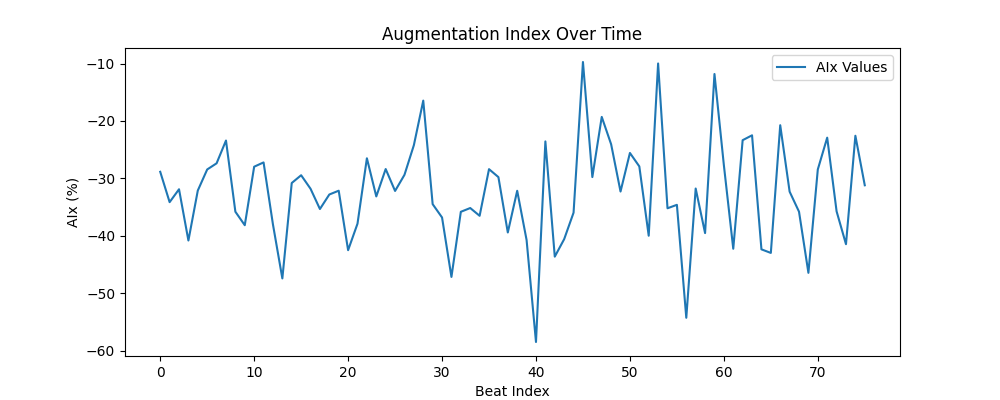 Augmentation Index Over Time
AIx Values
AIx (%)
−10
−20
−30
−40
−50
−60
0 10 20 30 40 50 60 70
Beat Index